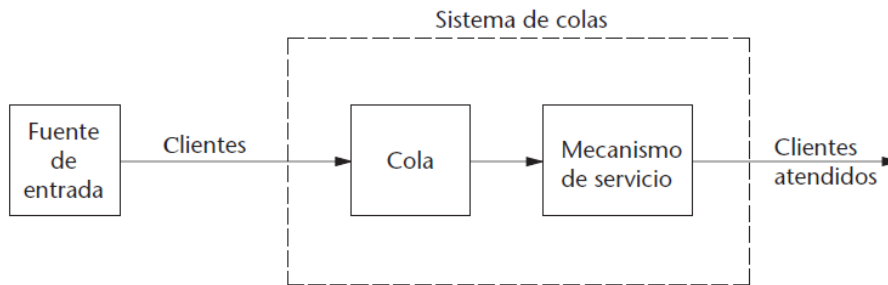 Sistema de colas
Fuente
de
entrada
Clientes
Cola
Mecanismo
de servicio
Clientes
atendidos